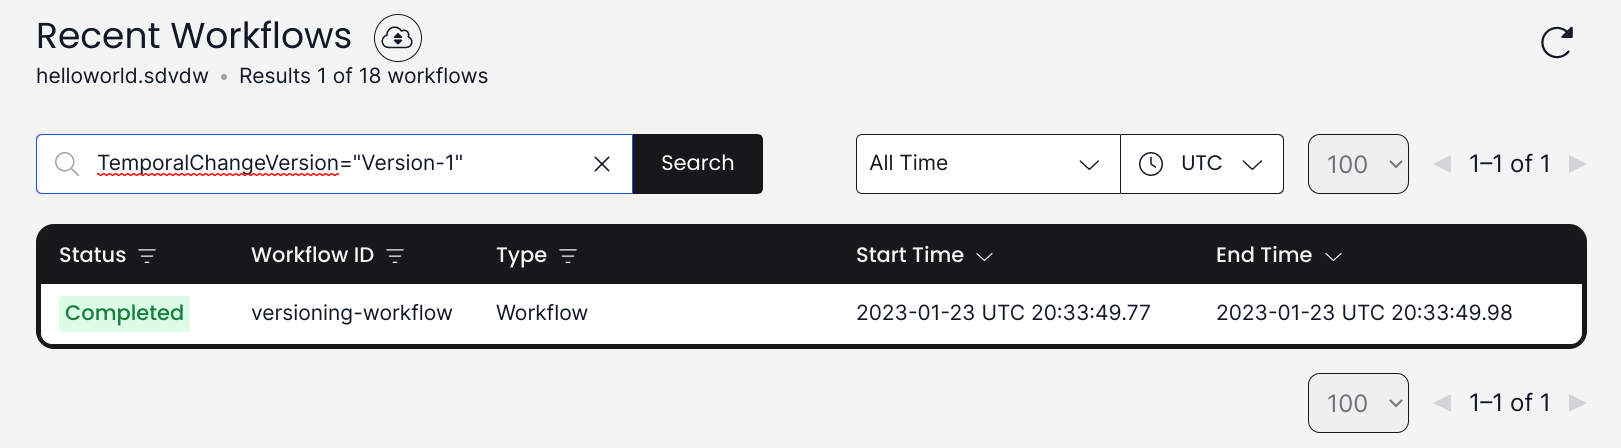 Recent Workflows
helloworld.sdvdw • Results 1 of 18 workflows
TemporalChangeVersion="Version-1" Search All Time UTC 100 1–1 of 1
Status Workflow ID Type Start Time End Time
Completed versioning-workflow Workflow 2023-01-23 UTC 20:33:49.77 2023-01-23 UTC 20:33:49.98
100 1–1 of 1